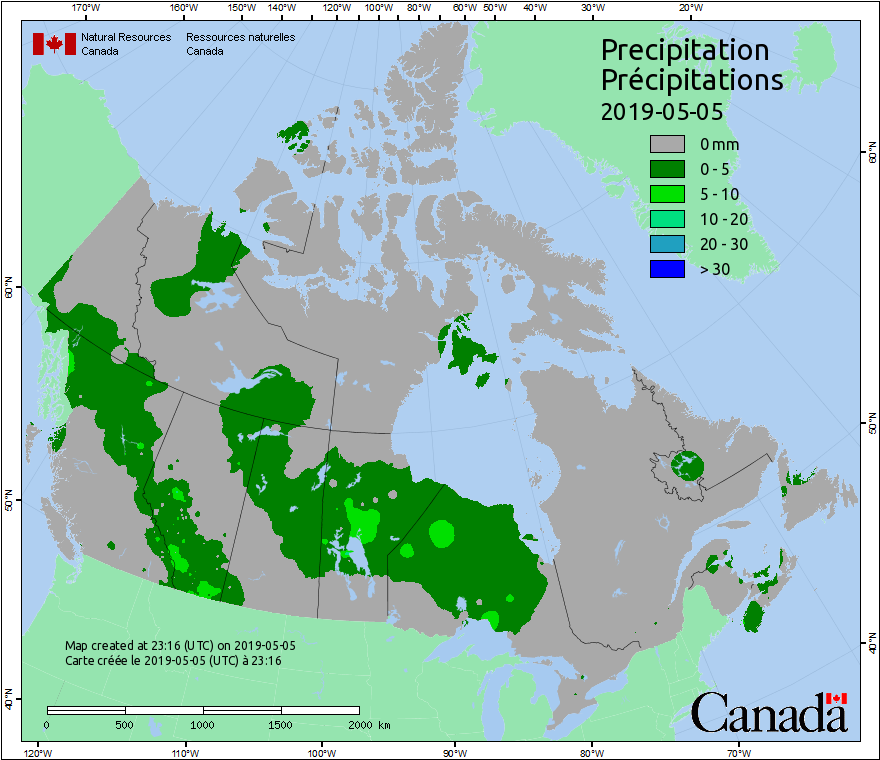 170°W 180°W 170°W 160°W 150°W 140°W 120°W 100°W 80°W 60°W 50°W 40°W 30°W 20°W
Natural Resources Ressources naturelles
Canada Canada
Precipitation
Précipitations
2019-05-05
0 mm
0 - 5
5 - 10
10 - 20
20 - 30
> 30
60°N
60°N
50°N
50°N
40°N
40°N
Map created at 23:16 (UTC) on 2019-05-05
Carte créée le 2019-05-05 (UTC) à 23:16
0 500 1000 1500 2000 km
Canada
120°W 110°W 100°W 90°W 80°W 70°W